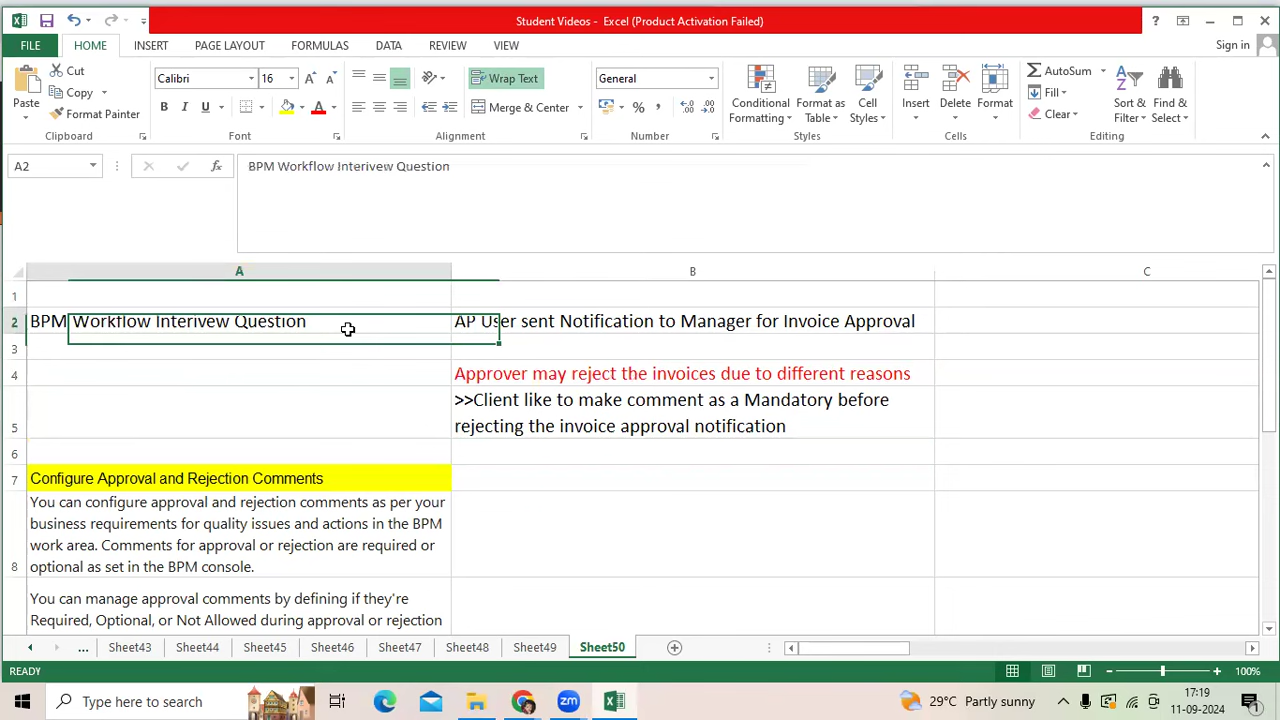 Student Videos - Excel (Product Activation Failed)
?
FILE HOME INSERT PAGE LAYOUT FORMULAS DATA REVIEW VIEW Sign in
Paste Cut Copy Format Painter
Calibri 16 A A
B I U A
Wrap Text
Merge & Center
General
% ,
Conditional Formatting Format as Table Cell Styles
Insert Delete Format
AutoSum Fill Clear Sort & Filter Find & Select
Clipboard Font Alignment Number Styles Cells Editing
A2 fx BPM Workflow Interivew Question
A B C
1
2 BPM Workflow Interivew Question AP User sent Notification to Manager for Invoice Approval
3
4 Approver may reject the invoices due to different reasons
>>Client like to make comment as a Mandatory before
5 rejecting the invoice approval notification
6
7 Configure Approval and Rejection Comments
You can configure approval and rejection comments as per your
business requirements for quality issues and actions in the BPM
work area. Comments for approval or rejection are required or
8 optional as set in the BPM console.
You can manage approval comments by defining if they're
Required, Optional, or Not Allowed during approval or rejection
... Sheet43 Sheet44 Sheet45 Sheet46 Sheet47 Sheet48 Sheet49 Sheet50
READY 100%
Type here to search 29°C Partly sunny 17:19
11-09-2024